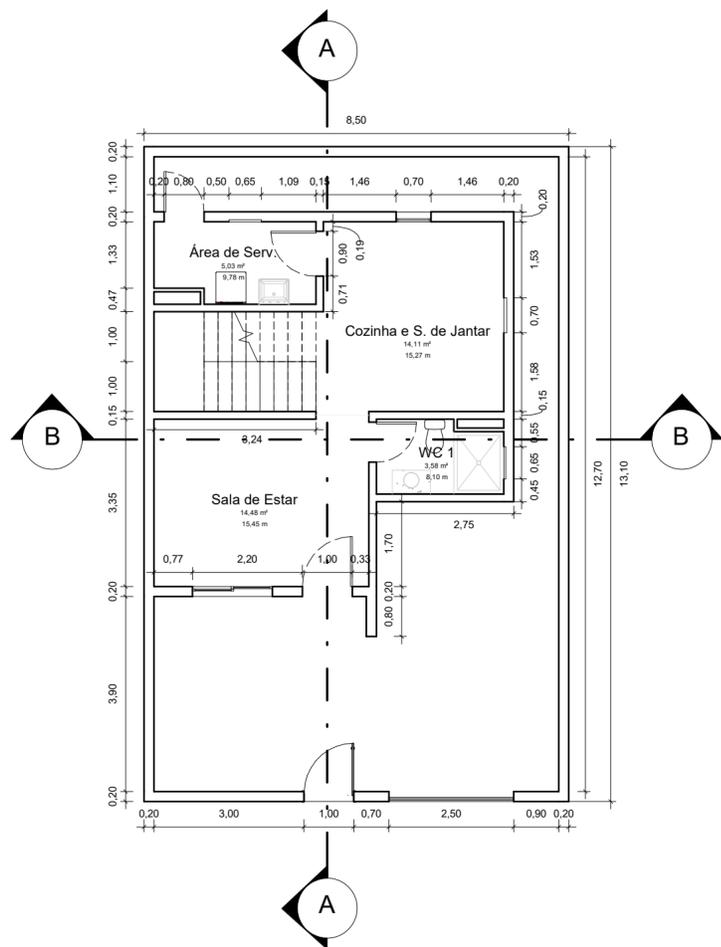 A
8,50
0,20
1,10
0,20
1,33
0,47
1,00
1,00
0,15
3,35
0,20
3,90
0,20
0,20 0,80 0,50 0,65 1,09 0,15 1,46 0,70 1,46 0,20
0,20
Área de Serv.
5,03 m²
9,78 m
0,90
0,19
0,71
1,53
0,70
1,58
0,15
Cozinha e S. de Jantar
14,11 m²
15,27 m
B
B
3,24
WC 1
3,58 m²
8,10 m
0,55
0,65
0,45
12,70
13,10
Sala de Estar
14,48 m²
15,45 m
2,75
1,70
0,20
0,80
0,77 2,20 1,00 0,33
0,20 3,00 1,00 0,70 2,50 0,90 0,20
A